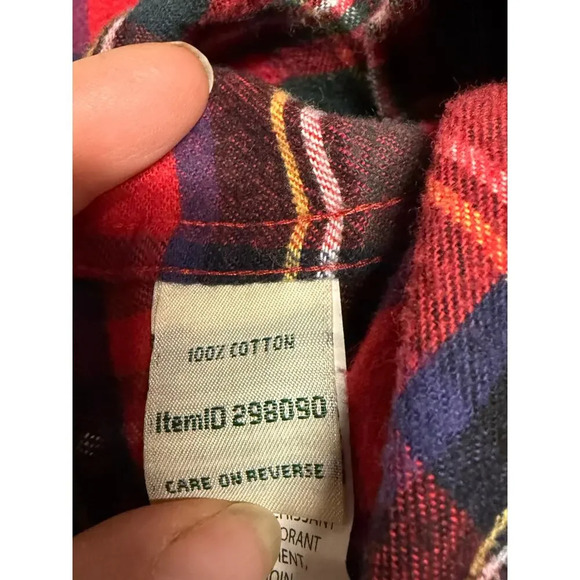 100% COTTON
ItemID 298090
CARE ON REVERSE